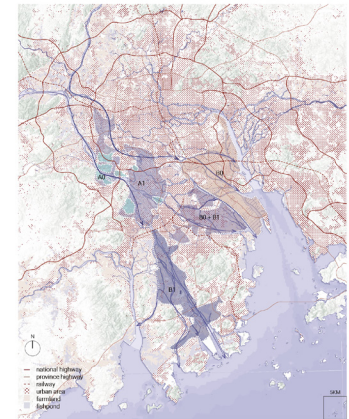 A0
A1
B0
B0 + B1
B1
N
national highway
province highway
railway
urban area
farmland
fishpond
5KM